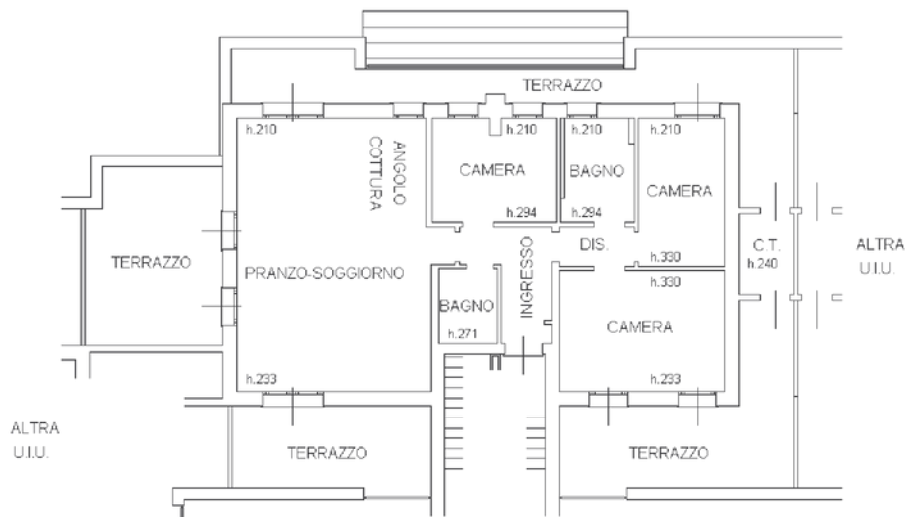 TERRAZZO
h.210
h.210
h.210
h.210
ANGOLO
COTTURA
CAMERA
BAGNO
CAMERA
h.294
h.294
INGRESSO
DIS.
C.T.
h.240
ALTRA
U.I.U.
TERRAZZO
PRANZO-SOGGIORNO
h.330
h.330
BAGNO
h.271
CAMERA
h.233
h.233
ALTRA
U.I.U.
TERRAZZO
TERRAZZO